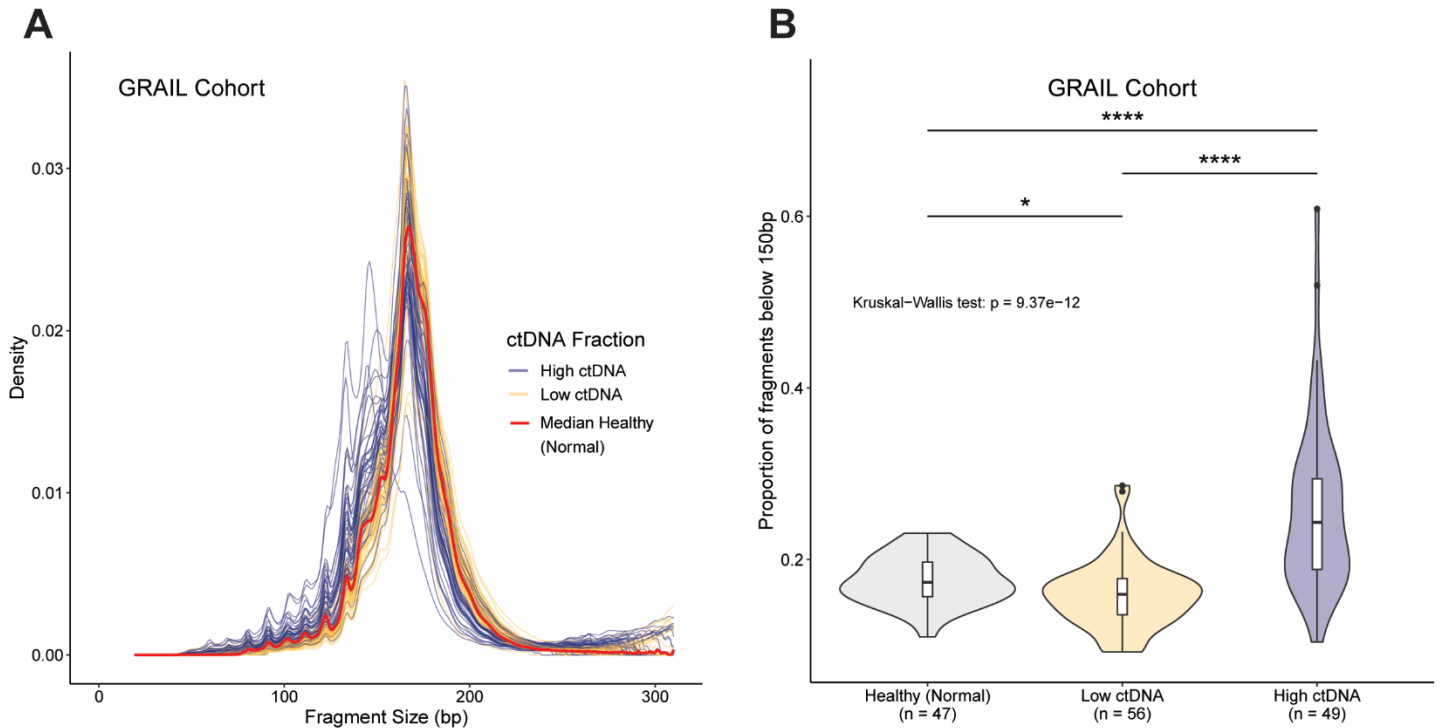 A
GRAIL Cohort
Density
0.03
0.02
0.01
0.00
ctDNA Fraction
High ctDNA
Low ctDNA
Median Healthy
(Normal)
0
100
200
300
Fragment Size (bp)
B
GRAIL Cohort
****
****
*
Proportion of fragments below 150bp
0.6
0.4
0.2
Kruskal−Wallis test: p = 9.37e−12
Healthy (Normal)
(n = 47)
Low ctDNA
(n = 56)
High ctDNA
(n = 49)